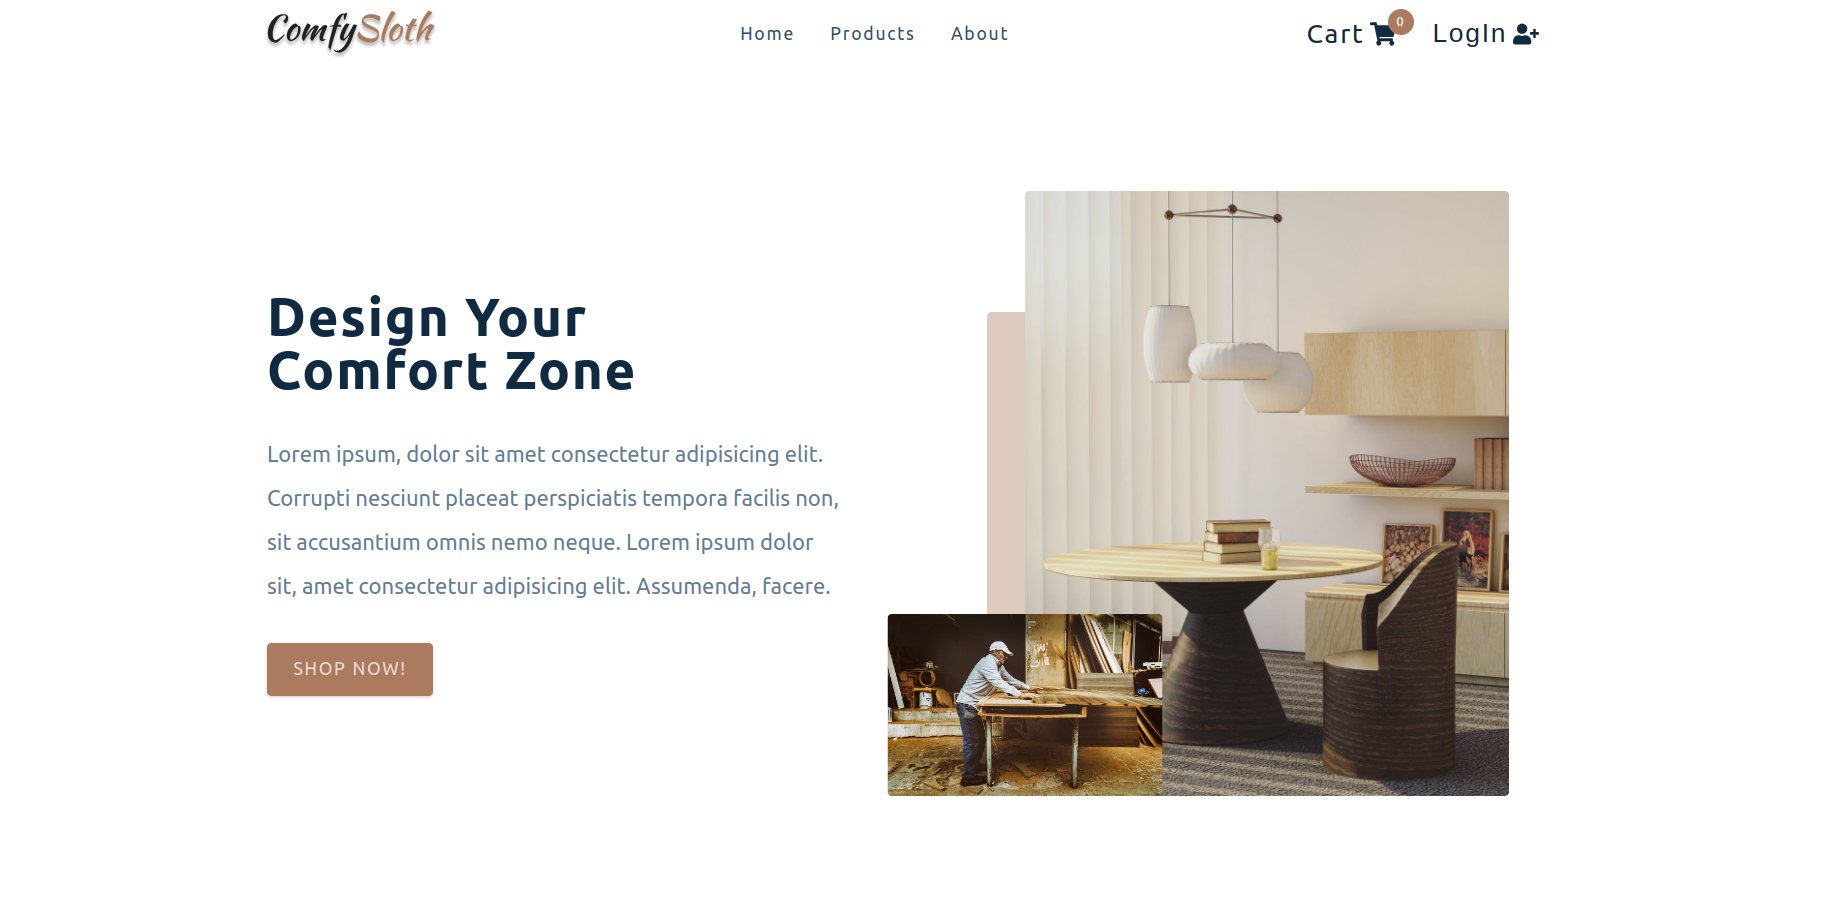 ComfySloth
Home Products About
Cart 0 LogIn
Design Your
Comfort Zone
Lorem ipsum, dolor sit amet consectetur adipisicing elit.
Corrupti nesciunt placeat perspiciatis tempora facilis non,
sit accusantium omnis nemo neque. Lorem ipsum dolor
sit, amet consectetur adipisicing elit. Assumenda, facere.
SHOP NOW!